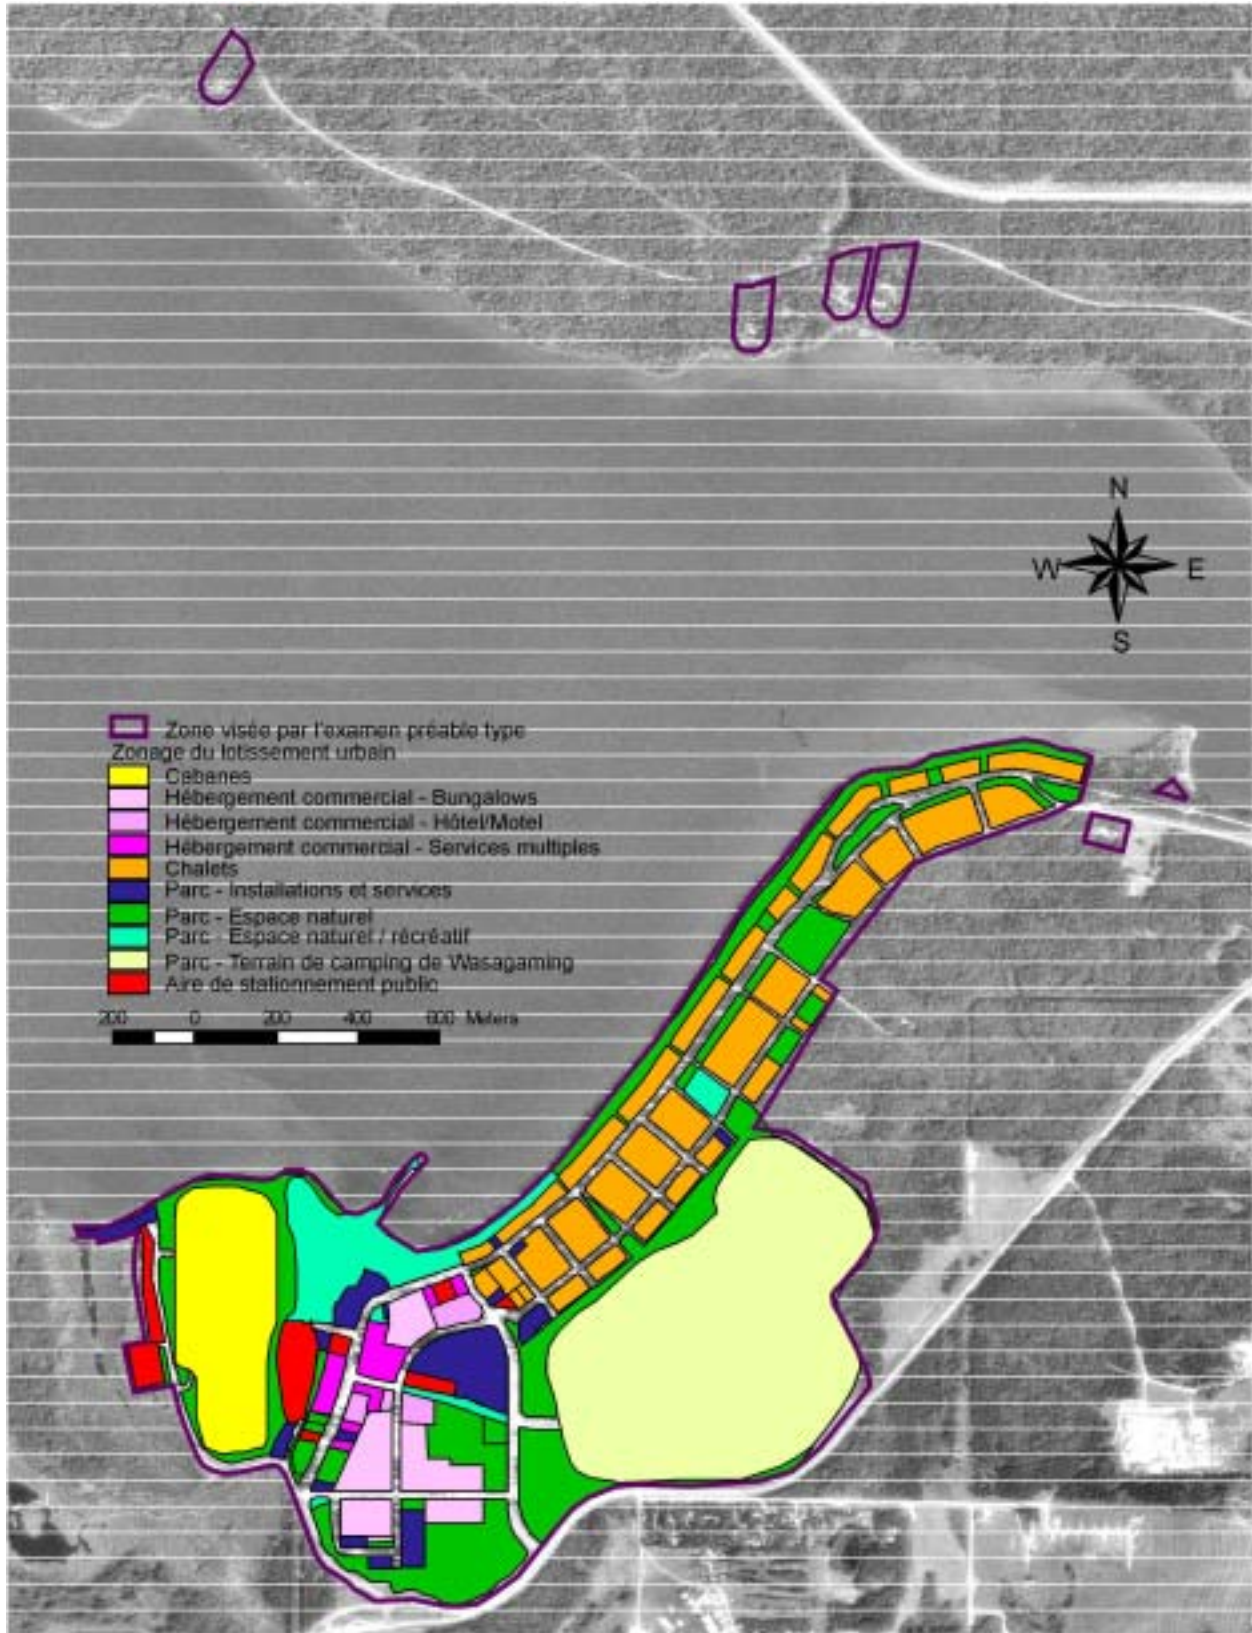 N
W E
S
Zone visée par l'examen préable type
Zonage du lotissement urbain
Cabanes
Hébergement commercial - Bungalows
Hébergement commercial - Hôtel/Motel
Hébergement commercial - Services multiples
Chalets
Parc - Installations et services
Parc - Espace naturel
Parc - Espace naturel / récréatif
Parc - Terrain de camping de Wasagaming
Aire de stationnement public
200 0 200 400 600 Meters